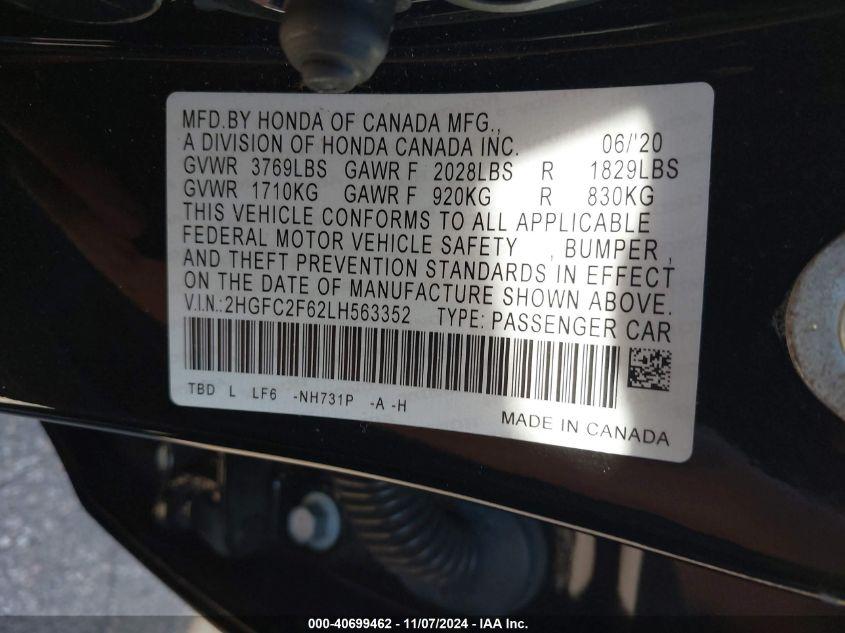 MFD.BY HONDA OF CANADA MFG.,
A DIVISION OF HONDA CANADA INC. 06/'20
GVWR 3769LBS GAWR F 2028LBS R 1829LBS
GVWR 1710KG GAWR F 920KG R 830KG
THIS VEHICLE CONFORMS TO ALL APPLICABLE
FEDERAL MOTOR VEHICLE SAFETY , BUMPER ,
AND THEFT PREVENTION STANDARDS IN EFFECT
ON THE DATE OF MANUFACTURE SHOWN ABOVE.
V.I.N.: 2HGFC2F62LH563352 TYPE: PASSENGER CAR
TBD L LF6 -NH731P -A -H
MADE IN CANADA
000-40699462 - 11/07/2024 - IAA Inc.